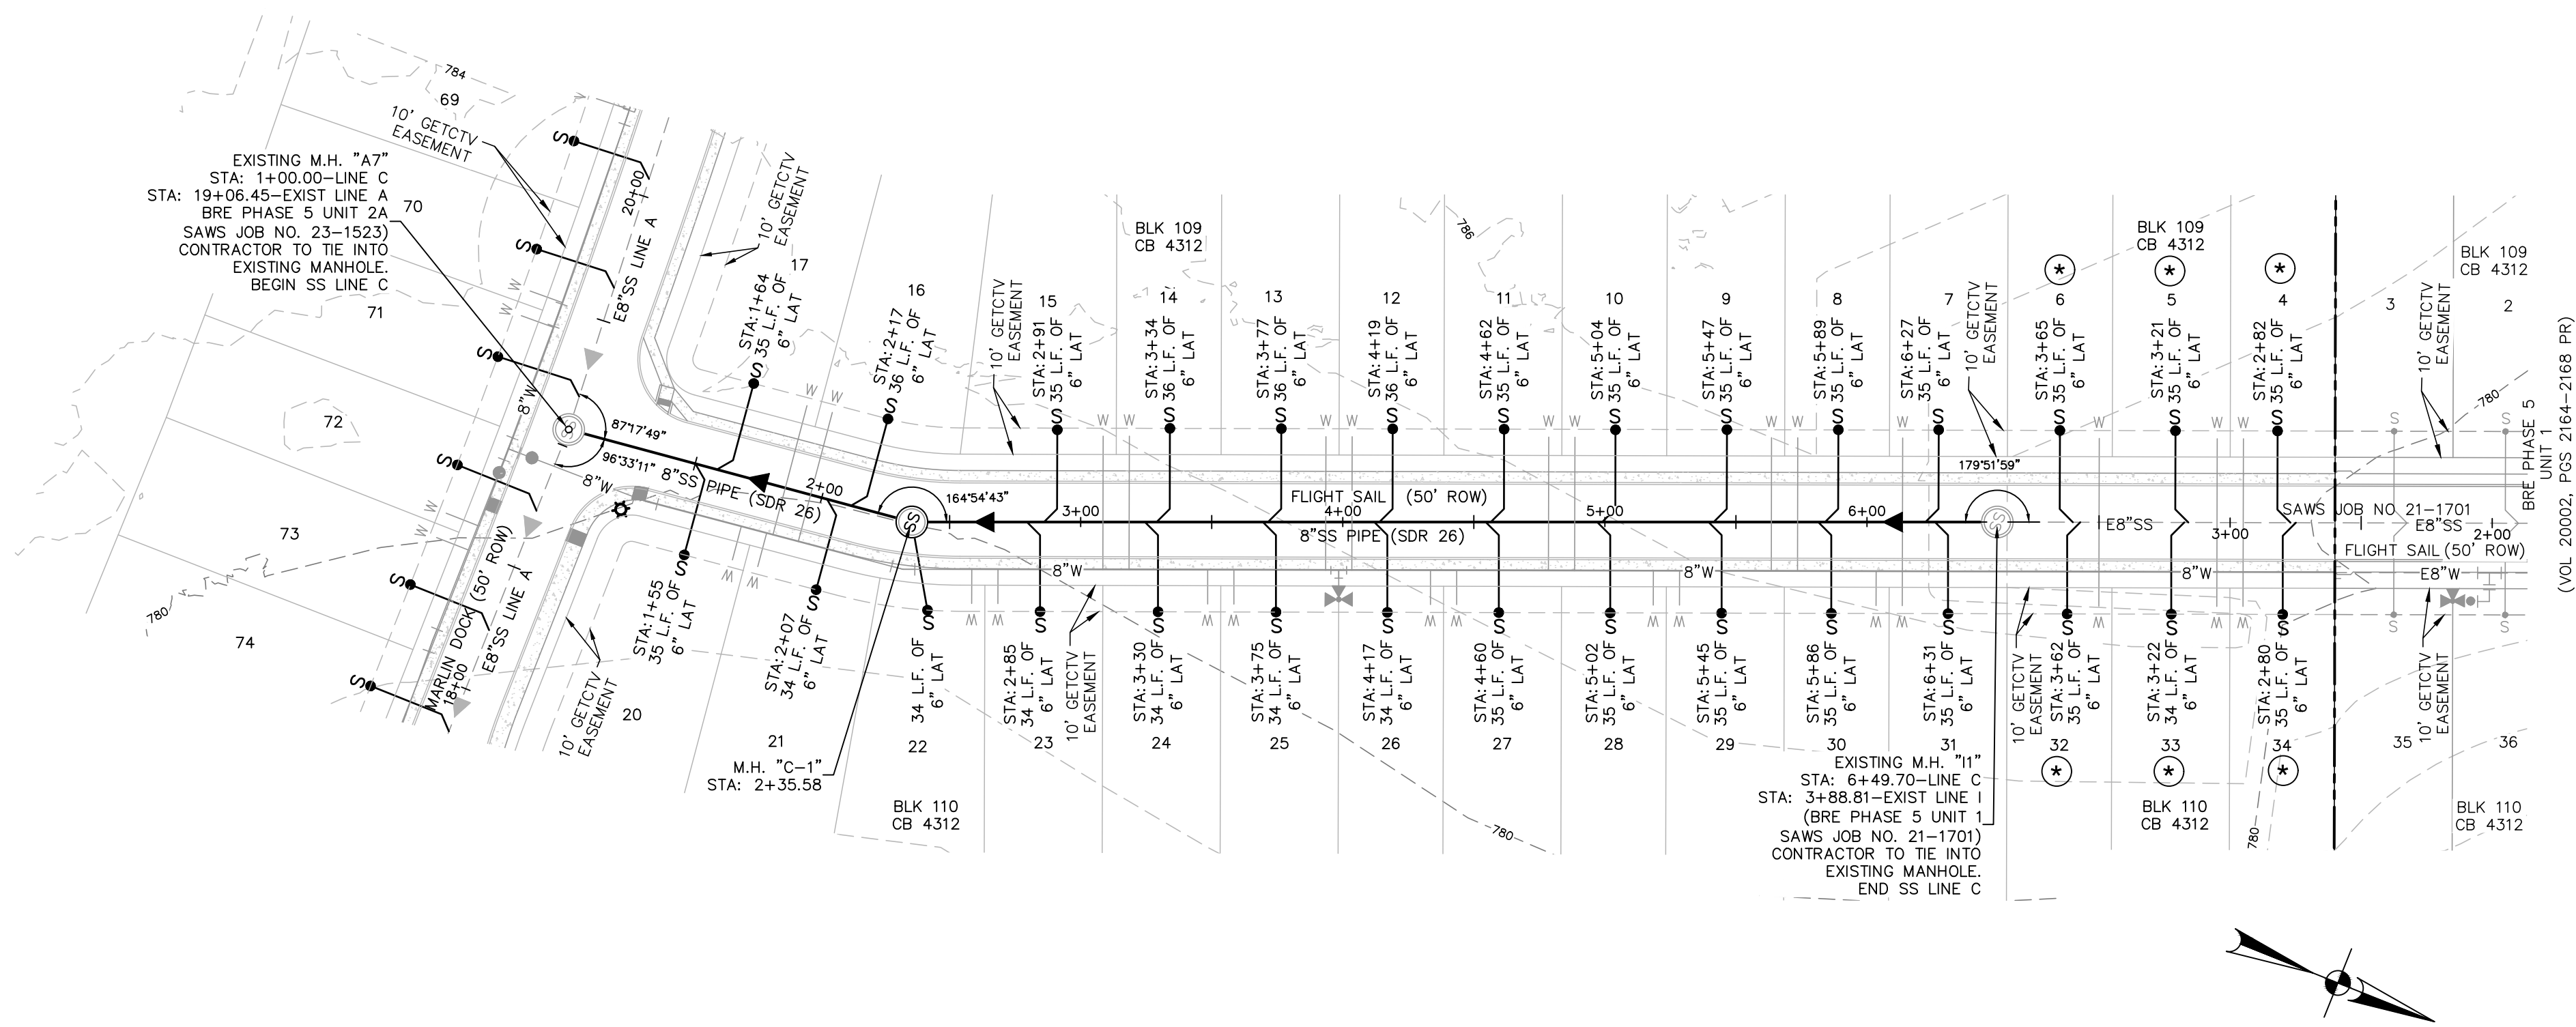 784
69
10' GETCTV
EASEMENT
EXISTING M.H. "A7"
STA: 1+00.00-LINE C
STA: 19+06.45-EXIST LINE A
BRE PHASE 5 UNIT 2A
SAWS JOB NO. 23-1523)
CONTRACTOR TO TIE INTO
EXISTING MANHOLE.
BEGIN SS LINE C
70
71
72
73
74
780
S
S
S
S
S
S
20+00
E8"SS LINE A
8"W
W W
W W
MARLIN DOCK (50' ROW)
18+00
E8"SS LINE A
10' GETCTV
EASEMENT
SS
87°17'49"
96°33'11"
8"W
8"SS PIPE (SDR 26)
2+00
17
STA:1+64
35 L.F. OF
6" LAT
S
16
STA:2+17
36 L.F. OF
6" LAT
S
W W
10' GETCTV
EASEMENT
BLK 109
CB 4312
15
STA:2+91
35 L.F. OF
6" LAT
S
14
STA:3+34
36 L.F. OF
6" LAT
S
13
STA:3+77
36 L.F. OF
6" LAT
S
12
STA:4+19
36 L.F. OF
6" LAT
S
786
11
STA:4+62
35 L.F. OF
6" LAT
S
10
STA:5+04
35 L.F. OF
6" LAT
S
9
STA:5+47
35 L.F. OF
6" LAT
S
8
STA:5+89
35 L.F. OF
6" LAT
S
7
STA:6+27
35 L.F. OF
6" LAT
S
10' GETCTV
EASEMENT
BLK 109
CB 4312
*
6
STA:3+65
35 L.F. OF
6" LAT
S
*
5
STA:3+21
35 L.F. OF
6" LAT
S
*
4
STA:2+82
35 L.F. OF
6" LAT
S
BLK 109
CB 4312
3
2
10' GETCTV
EASEMENT
780
BRE PHASE 5
UNIT 1
(VOL 20002, PGS 2164-2168 PR)
164°54'43"
SS
3+00
FLIGHT SAIL (50' ROW)
4+00
8"SS PIPE (SDR 26)
5+00
6+00
179°51'59"
SS
E8"SS
3+00
SAWS JOB NO. 21-1701
E8"SS
2+00
FLIGHT SAIL (50' ROW)
8"W
8"W
8"W
E8"W
S
STA:1+55
35 L.F. OF
6" LAT
10' GETCTV
EASEMENT
20
W W
S
STA:2+07
34 L.F. OF
6" LAT
21
M.H. "C-1"
STA: 2+35.58
S
34 L.F. OF
6" LAT
22
BLK 110
CB 4312
S
STA:2+85
34 L.F. OF
6" LAT
23
10' GETCTV
EASEMENT
S
STA:3+30
34 L.F. OF
6" LAT
24
S
STA:3+75
34 L.F. OF
6" LAT
25
S
STA:4+17
34 L.F. OF
6" LAT
26
S
STA:4+60
35 L.F. OF
6" LAT
27
780
S
STA:5+02
35 L.F. OF
6" LAT
28
S
STA:5+45
35 L.F. OF
6" LAT
29
S
STA:5+86
35 L.F. OF
6" LAT
30
S
STA:6+31
35 L.F. OF
6" LAT
31
EXISTING M.H. "I1"
STA: 6+49.70-LINE C
STA: 3+88.81-EXIST LINE I
(BRE PHASE 5 UNIT 1
SAWS JOB NO. 21-1701)
CONTRACTOR TO TIE INTO
EXISTING MANHOLE.
END SS LINE C
10' GETCTV
EASEMENT
S
STA:3+62
35 L.F. OF
6" LAT
32
*
S
STA:3+22
34 L.F. OF
6" LAT
33
*
BLK 110
CB 4312
S
STA:2+80
35 L.F. OF
6" LAT
34
*
780
35
10' GETCTV
EASEMENT
36
BLK 110
CB 4312